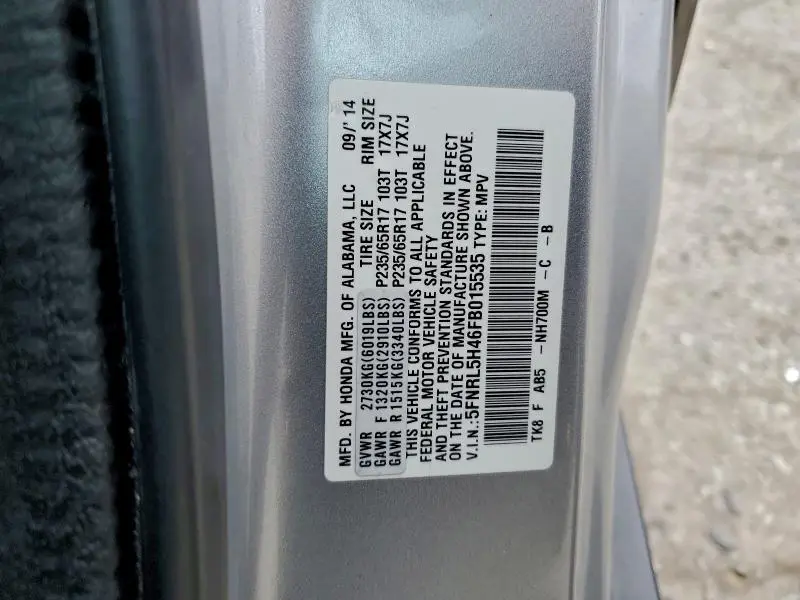 MFD. BY HONDA MFG. OF ALABAMA, LLC 09/'14
GVWR 2730KG(6019LBS) TIRE SIZE RIM SIZE
GAWR F 1320KG(2910LBS) P235/65R17 103T 17X7J
GAWR R 1515KG(3340LBS) P235/65R17 103T 17X7J
THIS VEHICLE CONFORMS TO ALL APPLICABLE
FEDERAL MOTOR VEHICLE SAFETY
AND THEFT PREVENTION STANDARDS IN EFFECT
ON THE DATE OF MANUFACTURE SHOWN ABOVE.
V.I.N.:5FNRL5H46FB015535 TYPE: MPV
TK8 F AB5 -NH700M -C -B